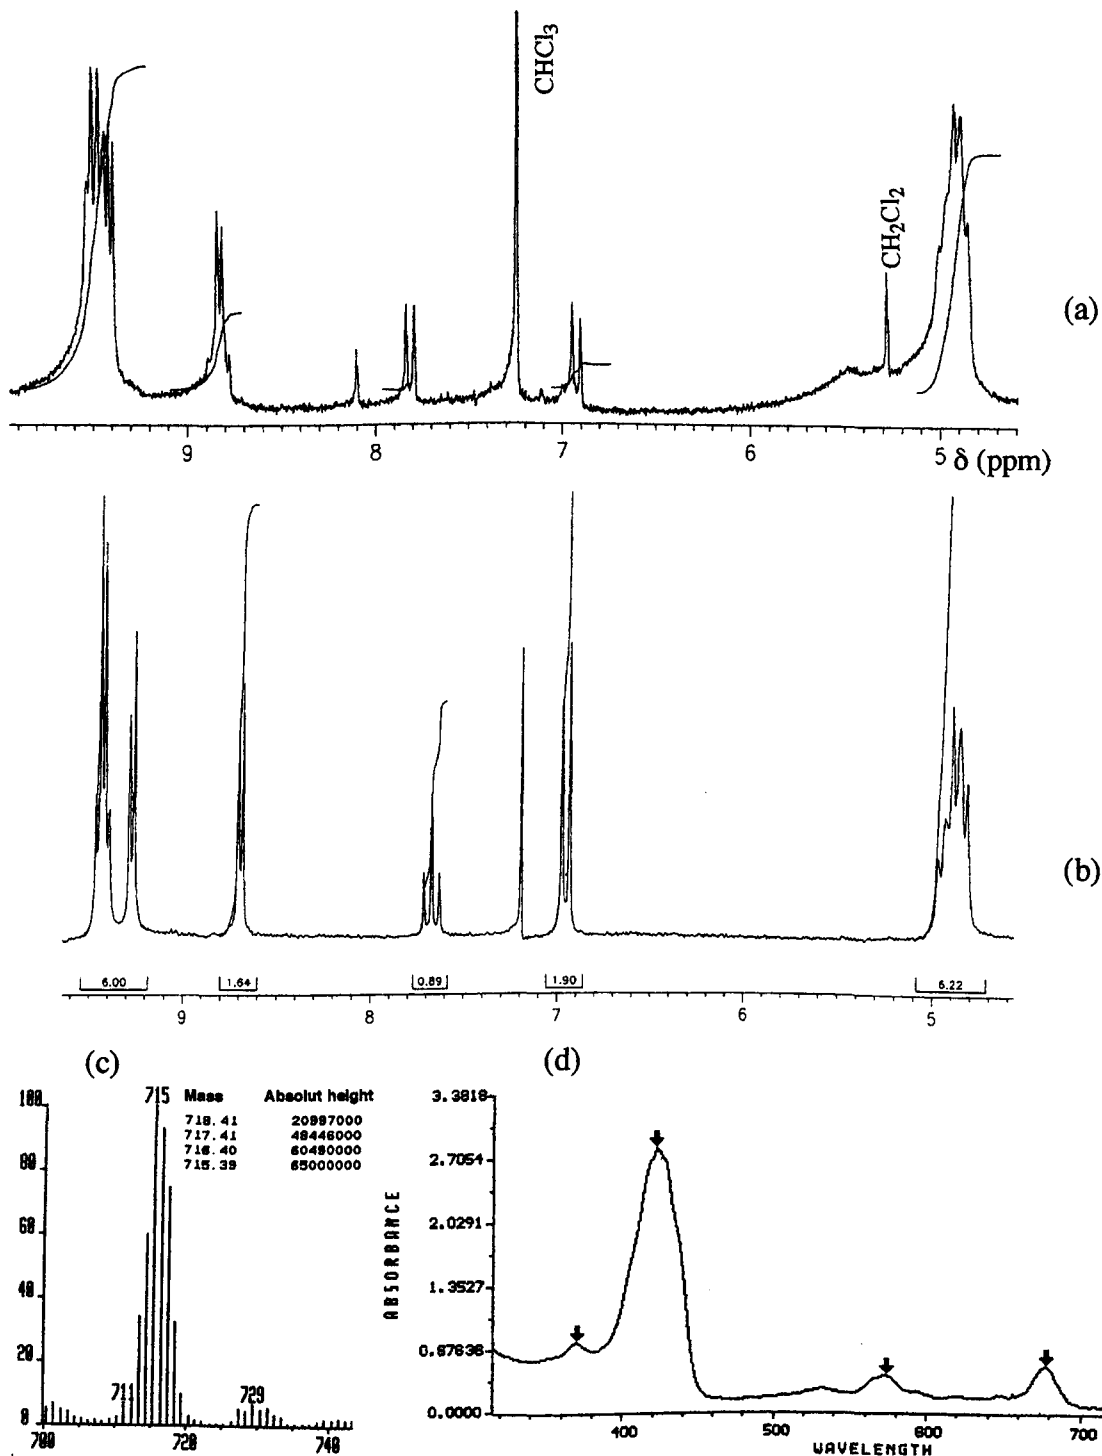 CHCl3
CH2Cl2
(a)
9 8 7 6 5 δ (ppm)
(b)
6.00 1.64 0.89 1.90 6.22
9 8 7 6 5
(c) (d)
100 80 60 40 20 0
715
711 729
700 720 740
Mass Absolut height
718.41 20997000
717.41 48446000
716.40 60490000
715.39 65000000
3.3818
2.7054
2.0291
1.3527
0.67636
0.0000
ABSORBANCE
400 500 600 700
WAVELENGTH